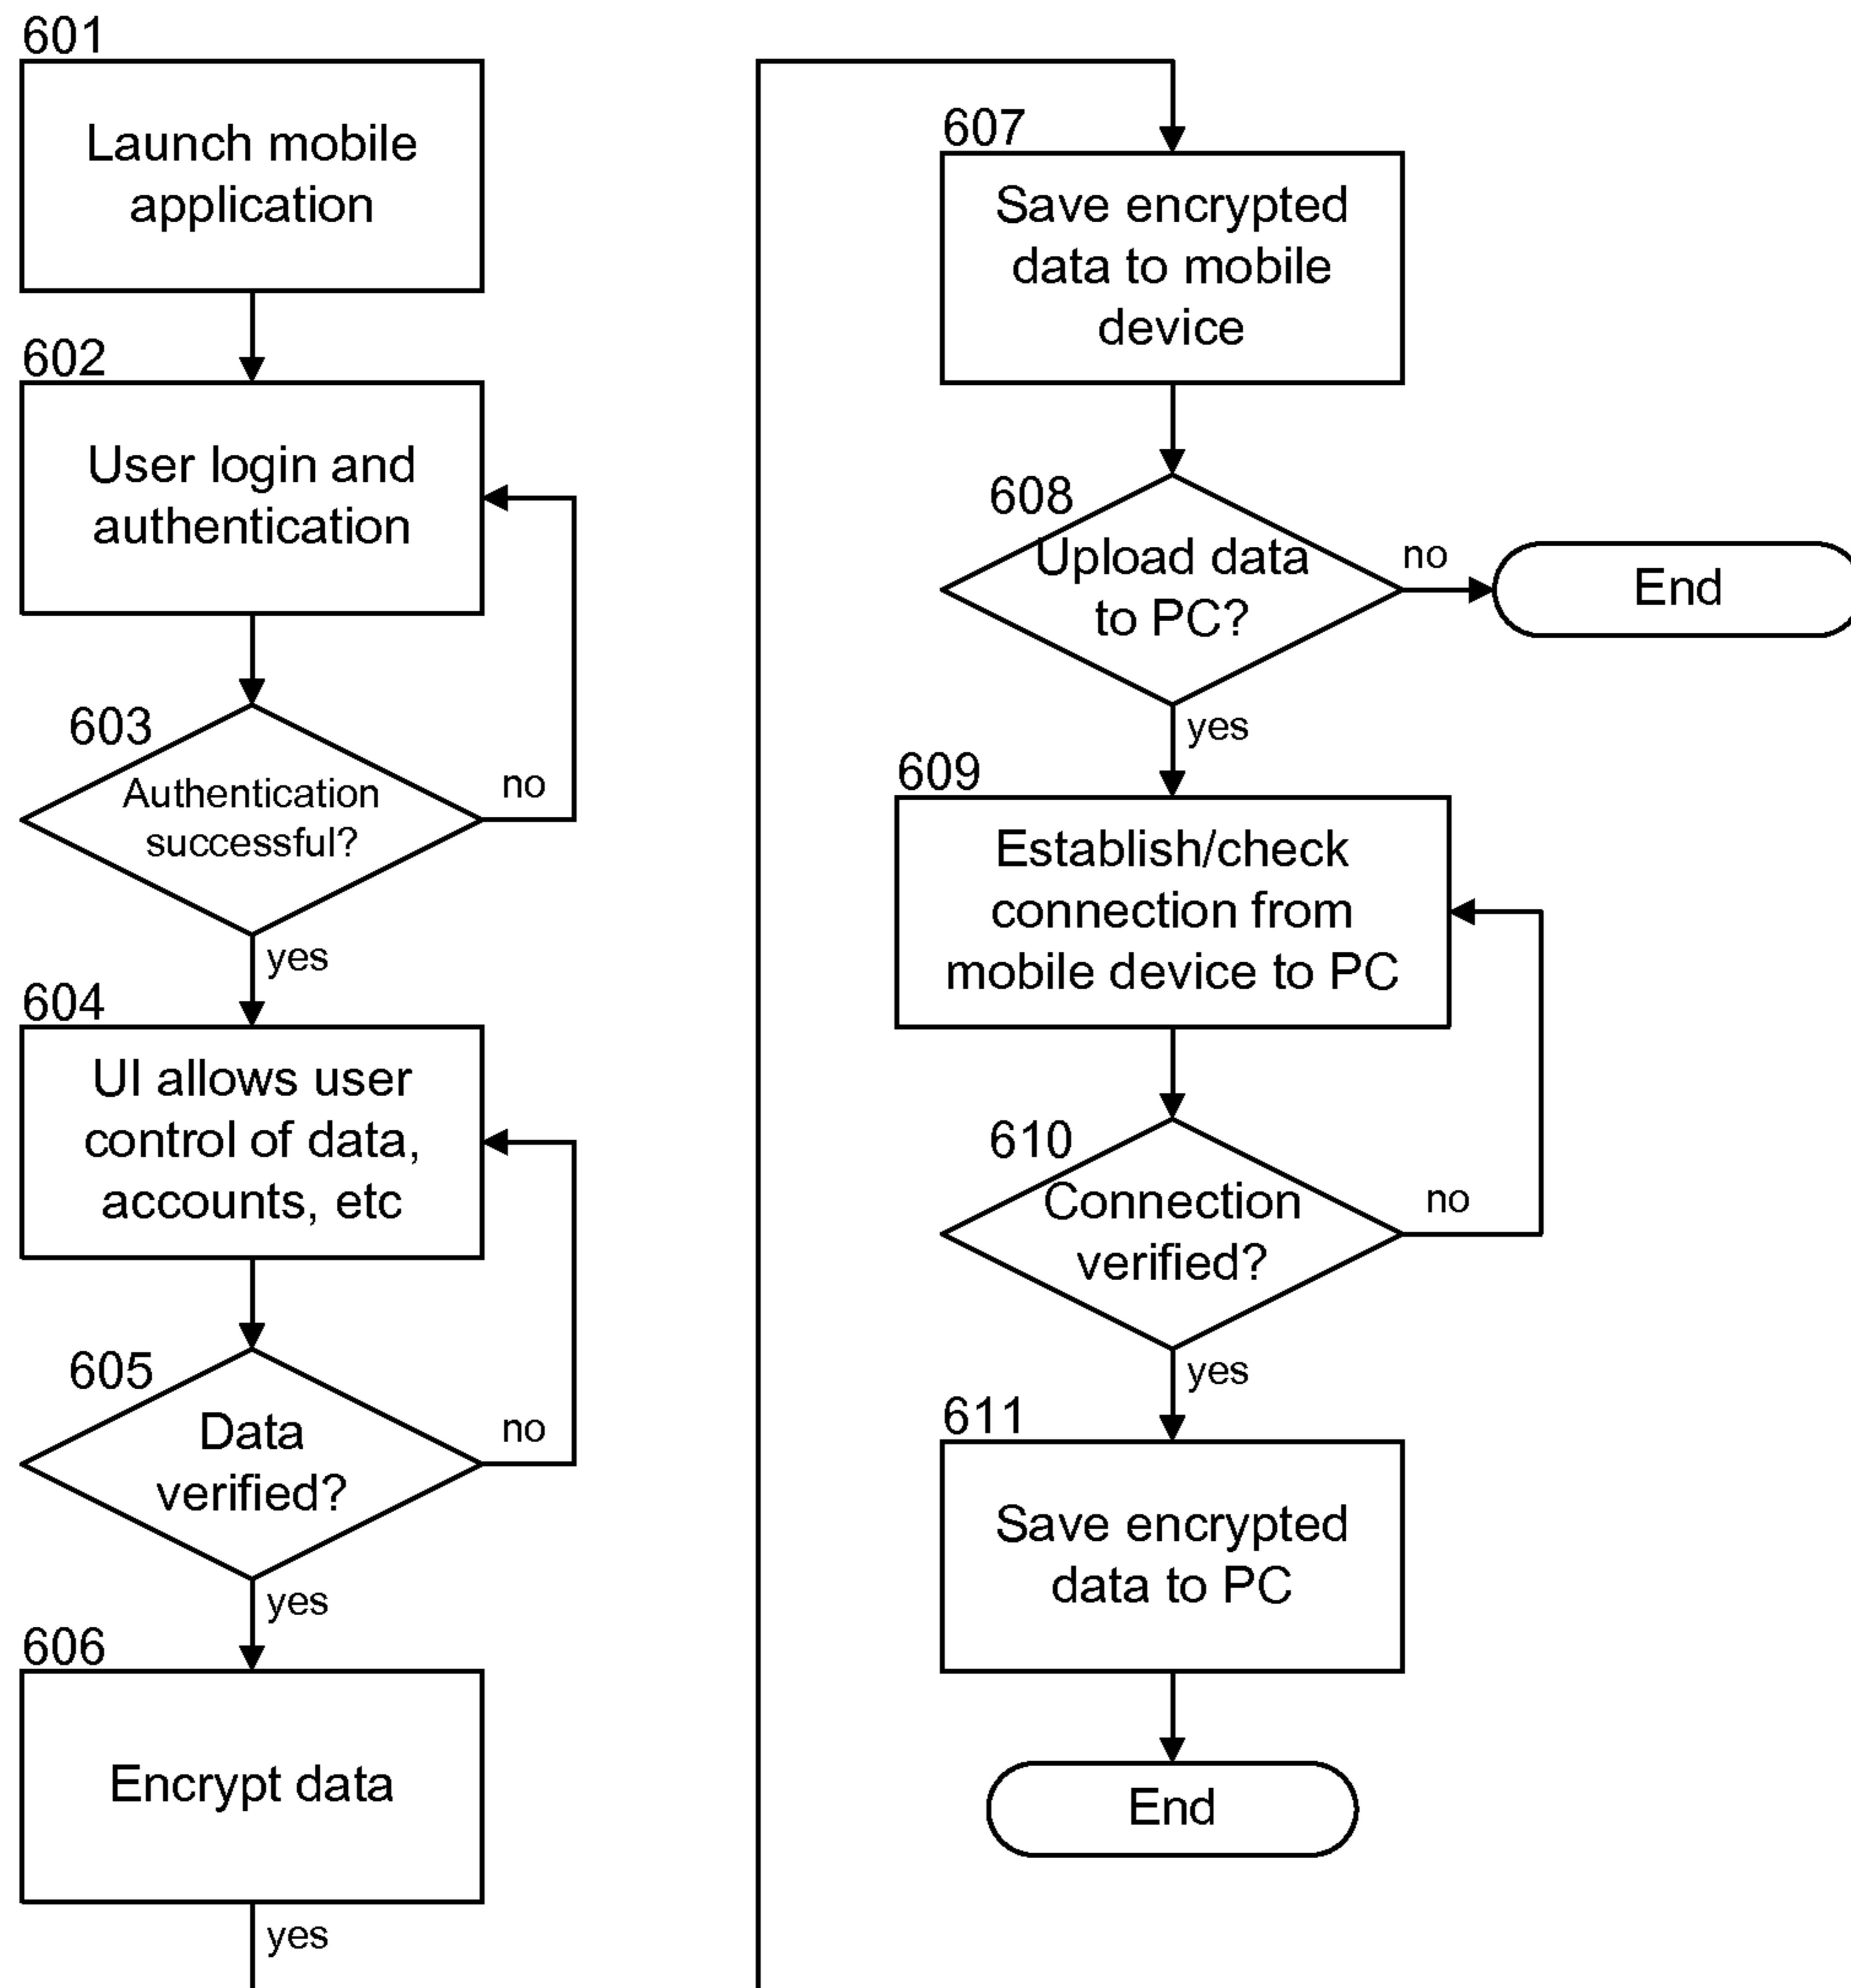 601
Launch mobile
application
602
User login and
authentication
603
Authentication
successful?
no
yes
604
UI allows user
control of data,
accounts, etc
605
Data
verified?
no
yes
606
Encrypt data
yes
607
Save encrypted
data to mobile
device
608
Upload data
to PC?
no
End
yes
609
Establish/check
connection from
mobile device to PC
610
Connection
verified?
no
yes
611
Save encrypted
data to PC
End